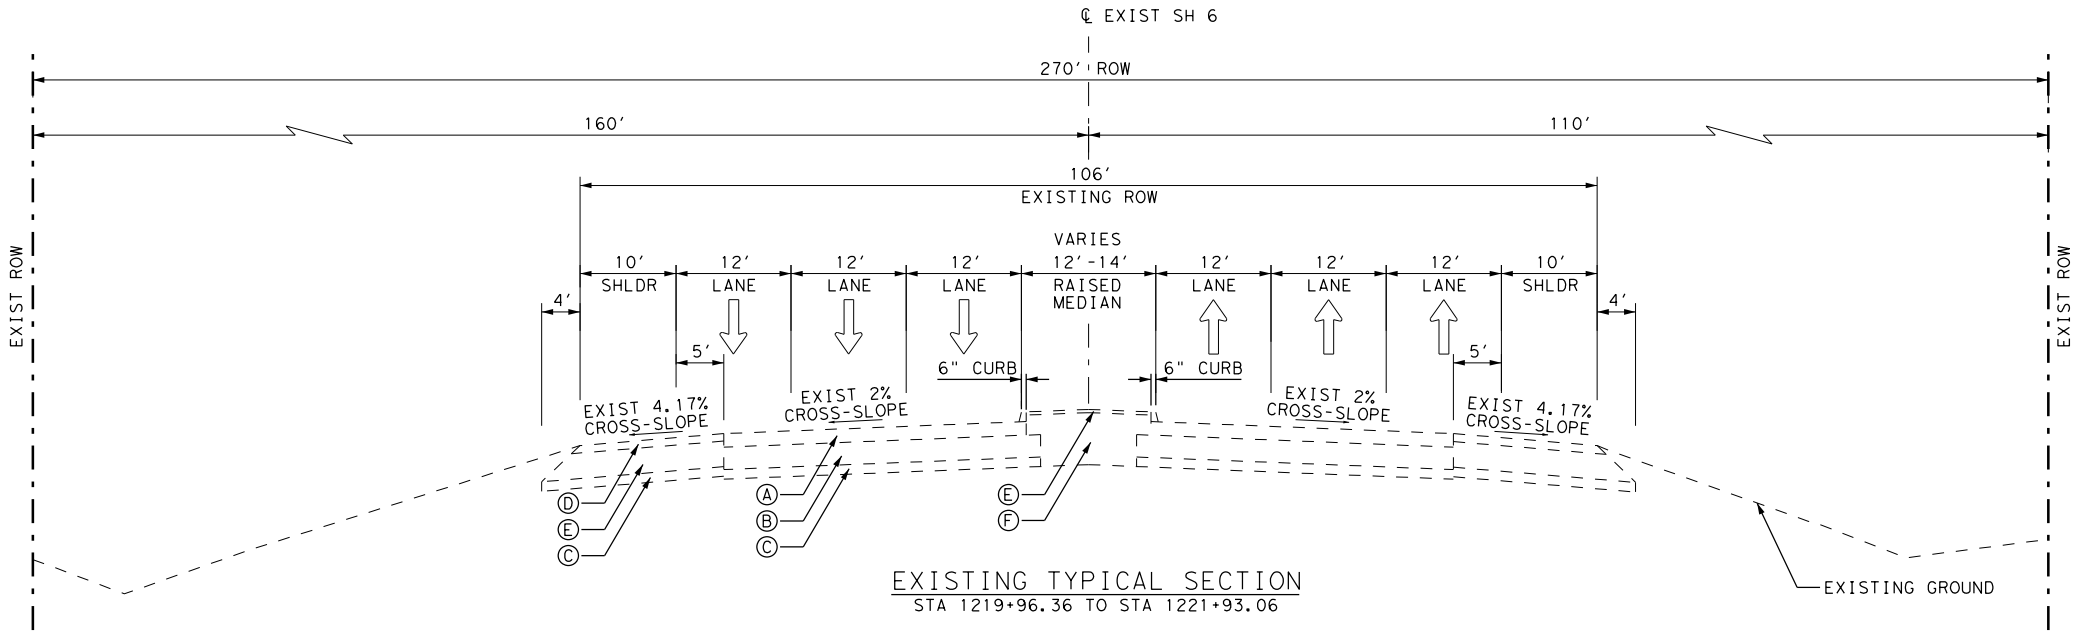 ℄ EXIST SH 6
270' ROW
160'
110'
106'
EXISTING ROW
VARIES
10'
12'
12'
12'
12'-14'
12'
12'
12'
10'
SHLDR
LANE
LANE
LANE
RAISED
MEDIAN
LANE
LANE
LANE
SHLDR
4'
4'
5'
5'
6" CURB
6" CURB
EXIST 4.17%
CROSS-SLOPE
EXIST 2%
CROSS-SLOPE
EXIST 2%
CROSS-SLOPE
EXIST 4.17%
CROSS-SLOPE
EXIST ROW
EXIST ROW
D
E
C
A
B
C
E
F
EXISTING GROUND
EXISTING TYPICAL SECTION
STA 1219+96.36 TO STA 1221+93.06